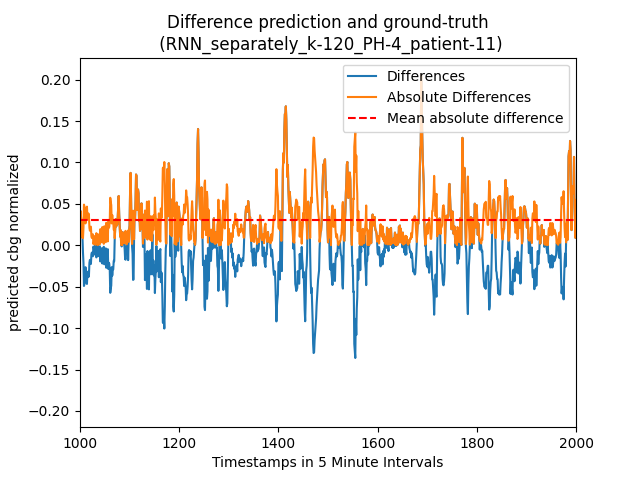 Difference prediction and ground-truth
(RNN_separately_k-120_PH-4_patient-11)
Differences
Absolute Differences
Mean absolute difference
predicted cbg normalized
0.20
0.15
0.10
0.05
0.00
−0.05
−0.10
−0.15
−0.20
1000 1200 1400 1600 1800 2000
Timestamps in 5 Minute Intervals